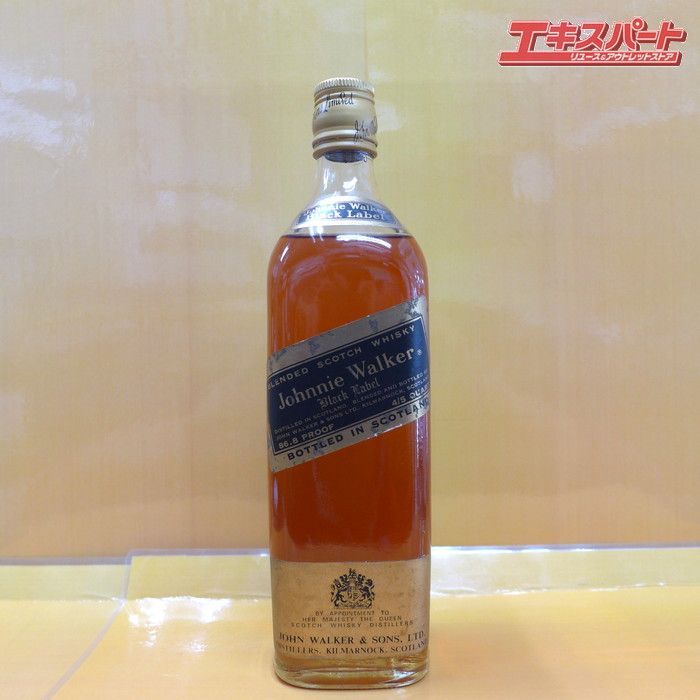 エキスパート
リユース&アウトレットストア
Limited
Johnnie Walker
Black Label
BLENDED SCOTCH WHISKY
Johnnie Walker®
Black Label
DISTILLED IN SCOTLAND. BLENDED AND BOTTLED BY
JOHN WALKER & SONS LTD. KILMARNOCK, SCOTLAND
86.8 PROOF 4/5 QUART
BOTTLED IN SCOTLAND
BY APPOINTMENT TO
HER MAJESTY THE QUEEN
SCOTCH WHISKY DISTILLERS
JOHN WALKER & SONS, LTD.
DISTILLERS, KILMARNOCK, SCOTLAND